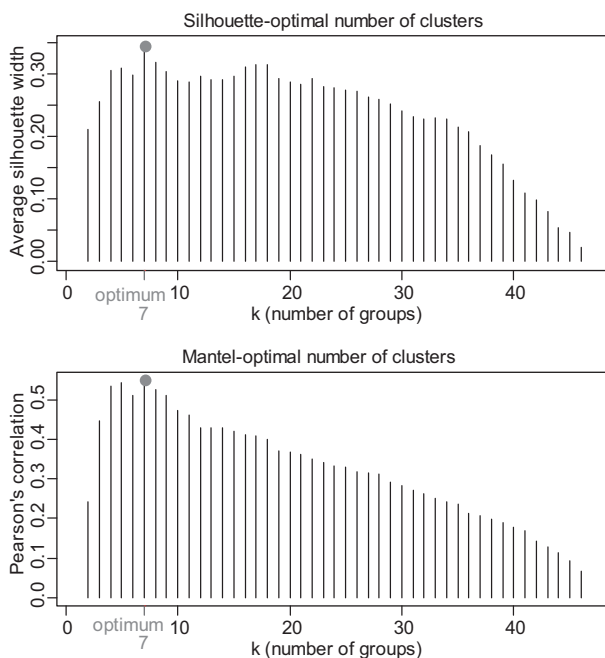 Silhouette-optimal number of clusters
Average silhouette width
0.30
0.20
0.10
0.00
0 10 20 30 40
optimum
7
k (number of groups)
Mantel-optimal number of clusters
Pearson's correlation
0.5
0.4
0.3
0.2
0.1
0.0
0 10 20 30 40
optimum
7
k (number of groups)